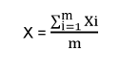 X = ∑ᵢ₌₁ᵐ Xi / m